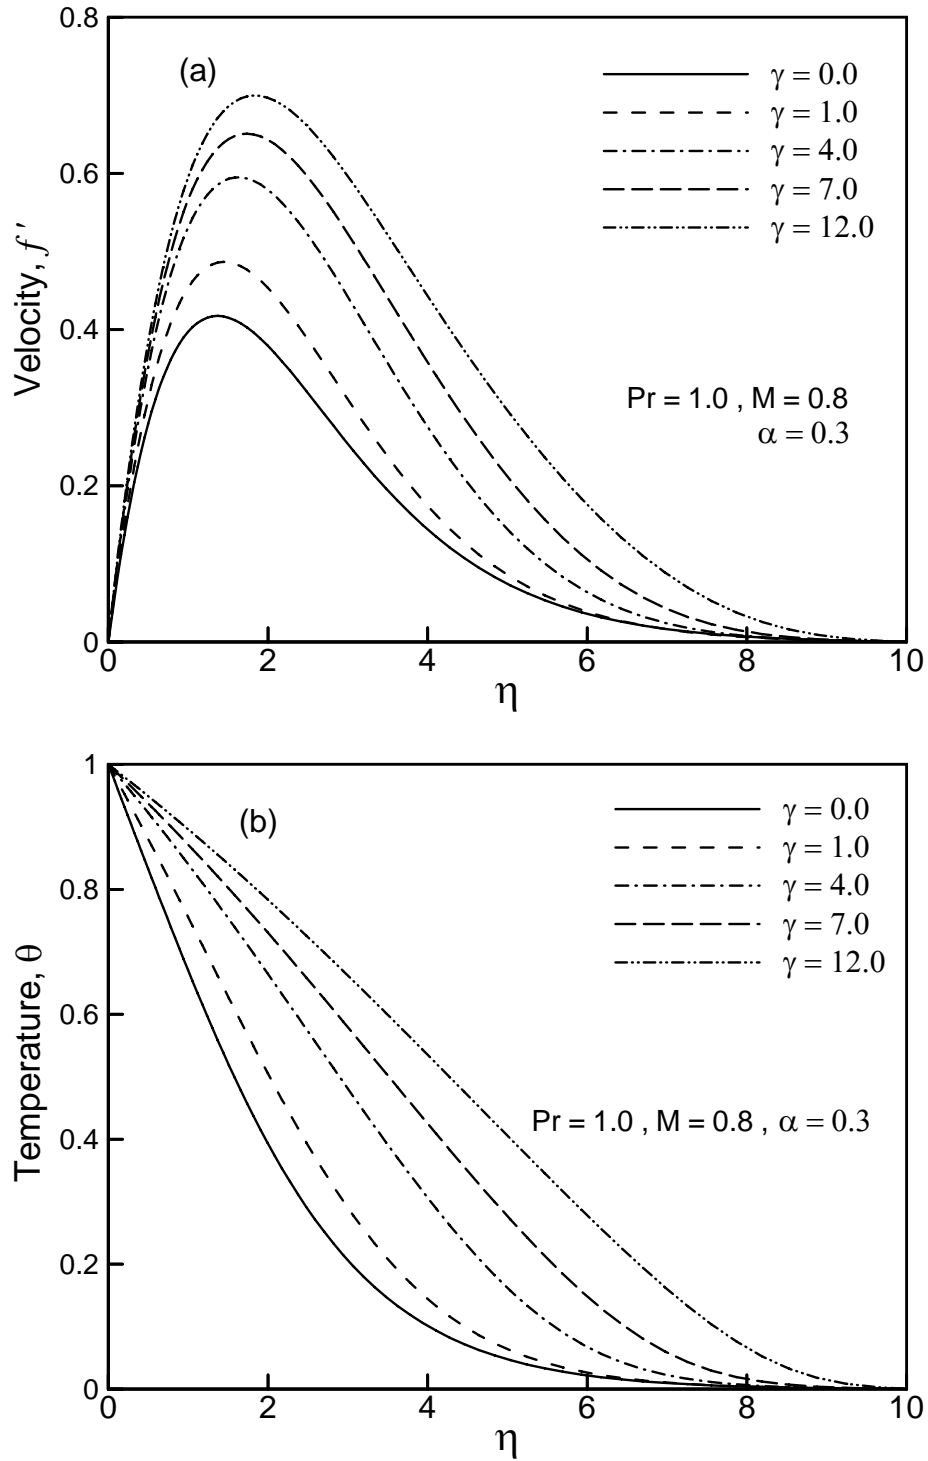 0.8
(a)
γ = 0.0
γ = 1.0
γ = 4.0
γ = 7.0
γ = 12.0
0.6
0.4
0.2
0
Velocity, f '
Pr = 1.0 , M = 0.8
α = 0.3
0 2 4 6 8 10
η
1
(b)
γ = 0.0
γ = 1.0
γ = 4.0
γ = 7.0
γ = 12.0
0.8
0.6
0.4
0.2
0
Temperature, θ
Pr = 1.0 , M = 0.8 , α = 0.3
0 2 4 6 8 10
η